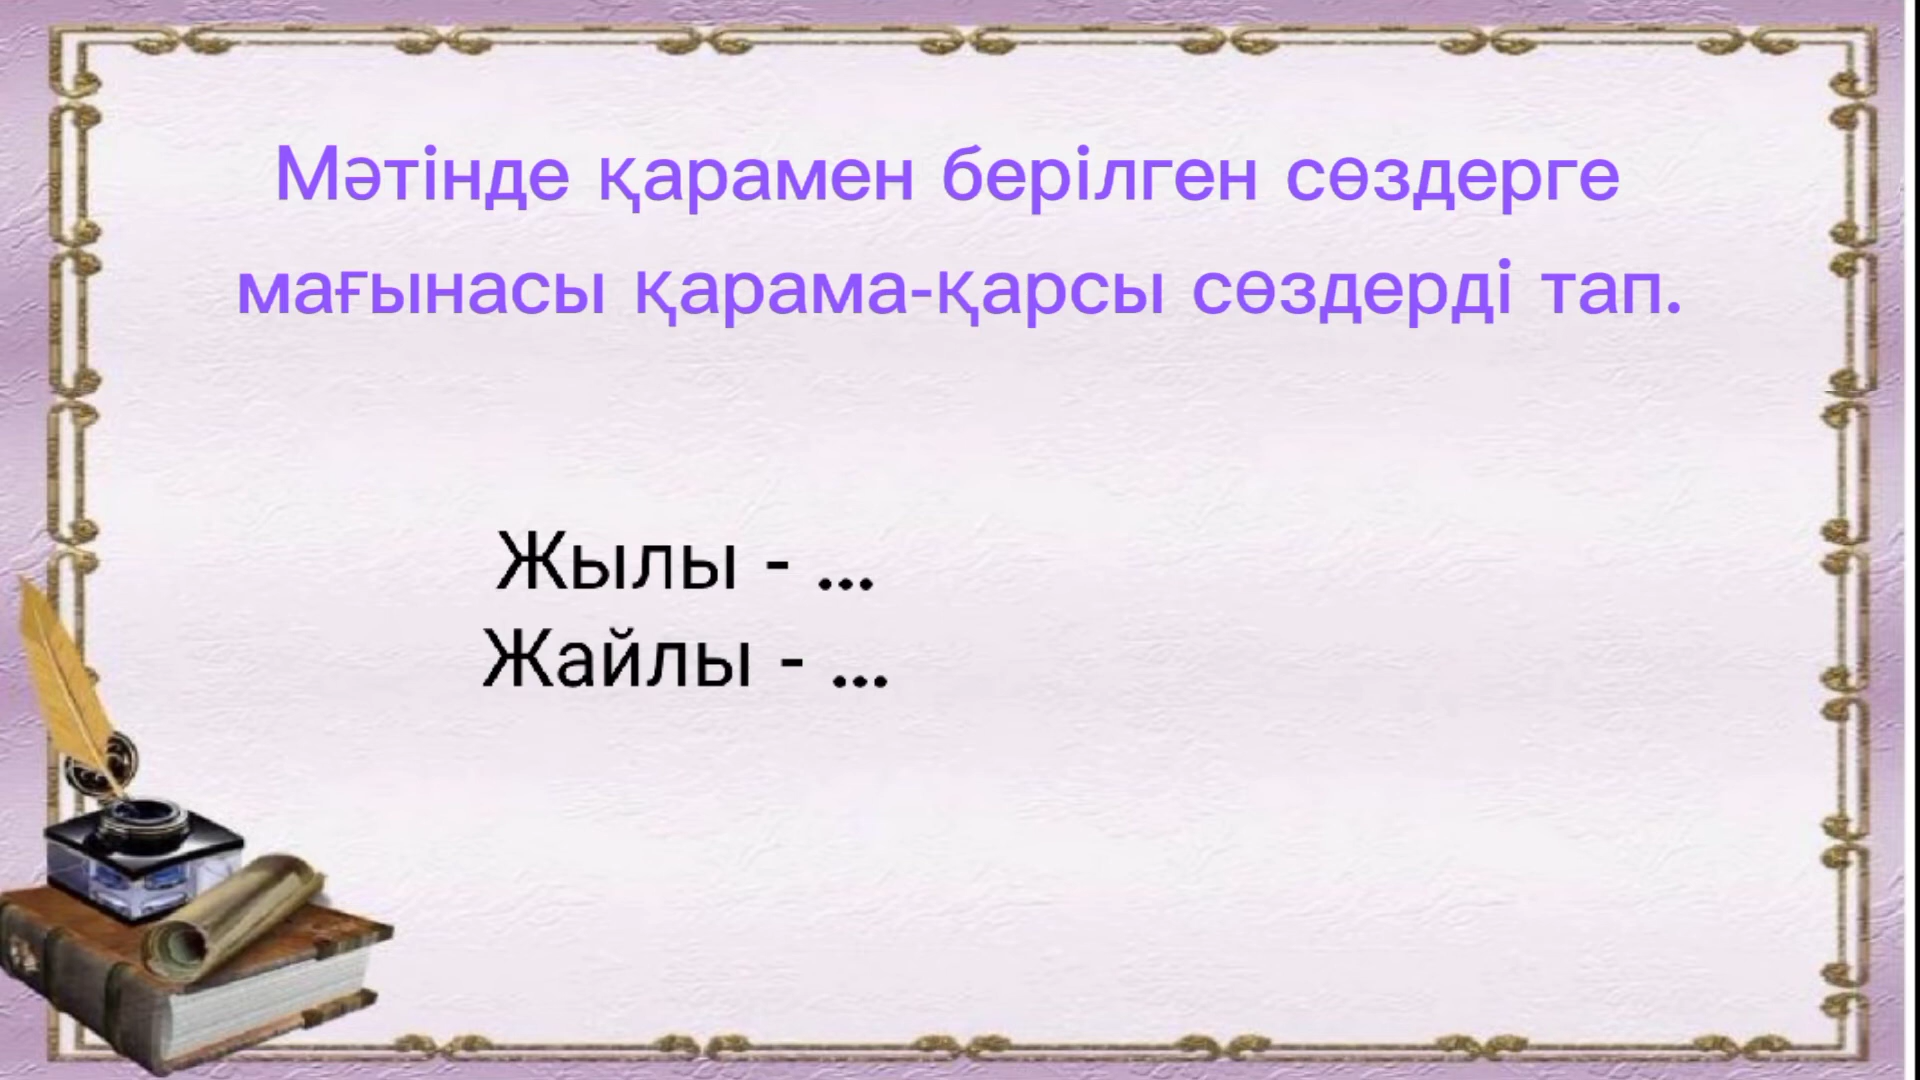 Мәтінде қарамен берілген сөздерге
мағынасы қарама-қарсы сөздерді тап.
Жылы - ...
Жайлы - ...